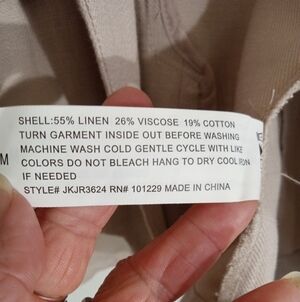 SHELL:55% LINEN 26% VISCOSE 19% COTTON
TURN GARMENT INSIDE OUT BEFORE WASHING
MACHINE WASH COLD GENTLE CYCLE WITH LIKE
M
COLORS DO NOT BLEACH HANG TO DRY COOL IRON
IF NEEDED
STYLE# JKJR3624 RN# 101229 MADE IN CHINA